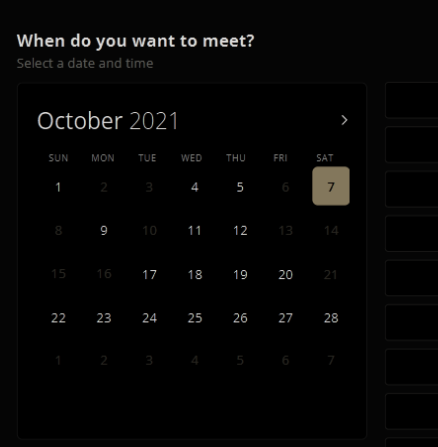 When do you want to meet?
Select a date and time
October 2021
SUN MON TUE WED THU FRI SAT
1 2 3 4 5 6 7
8 9 10 11 12 13 14
15 16 17 18 19 20 21
22 23 24 25 26 27 28
1 2 3 4 5 6 7